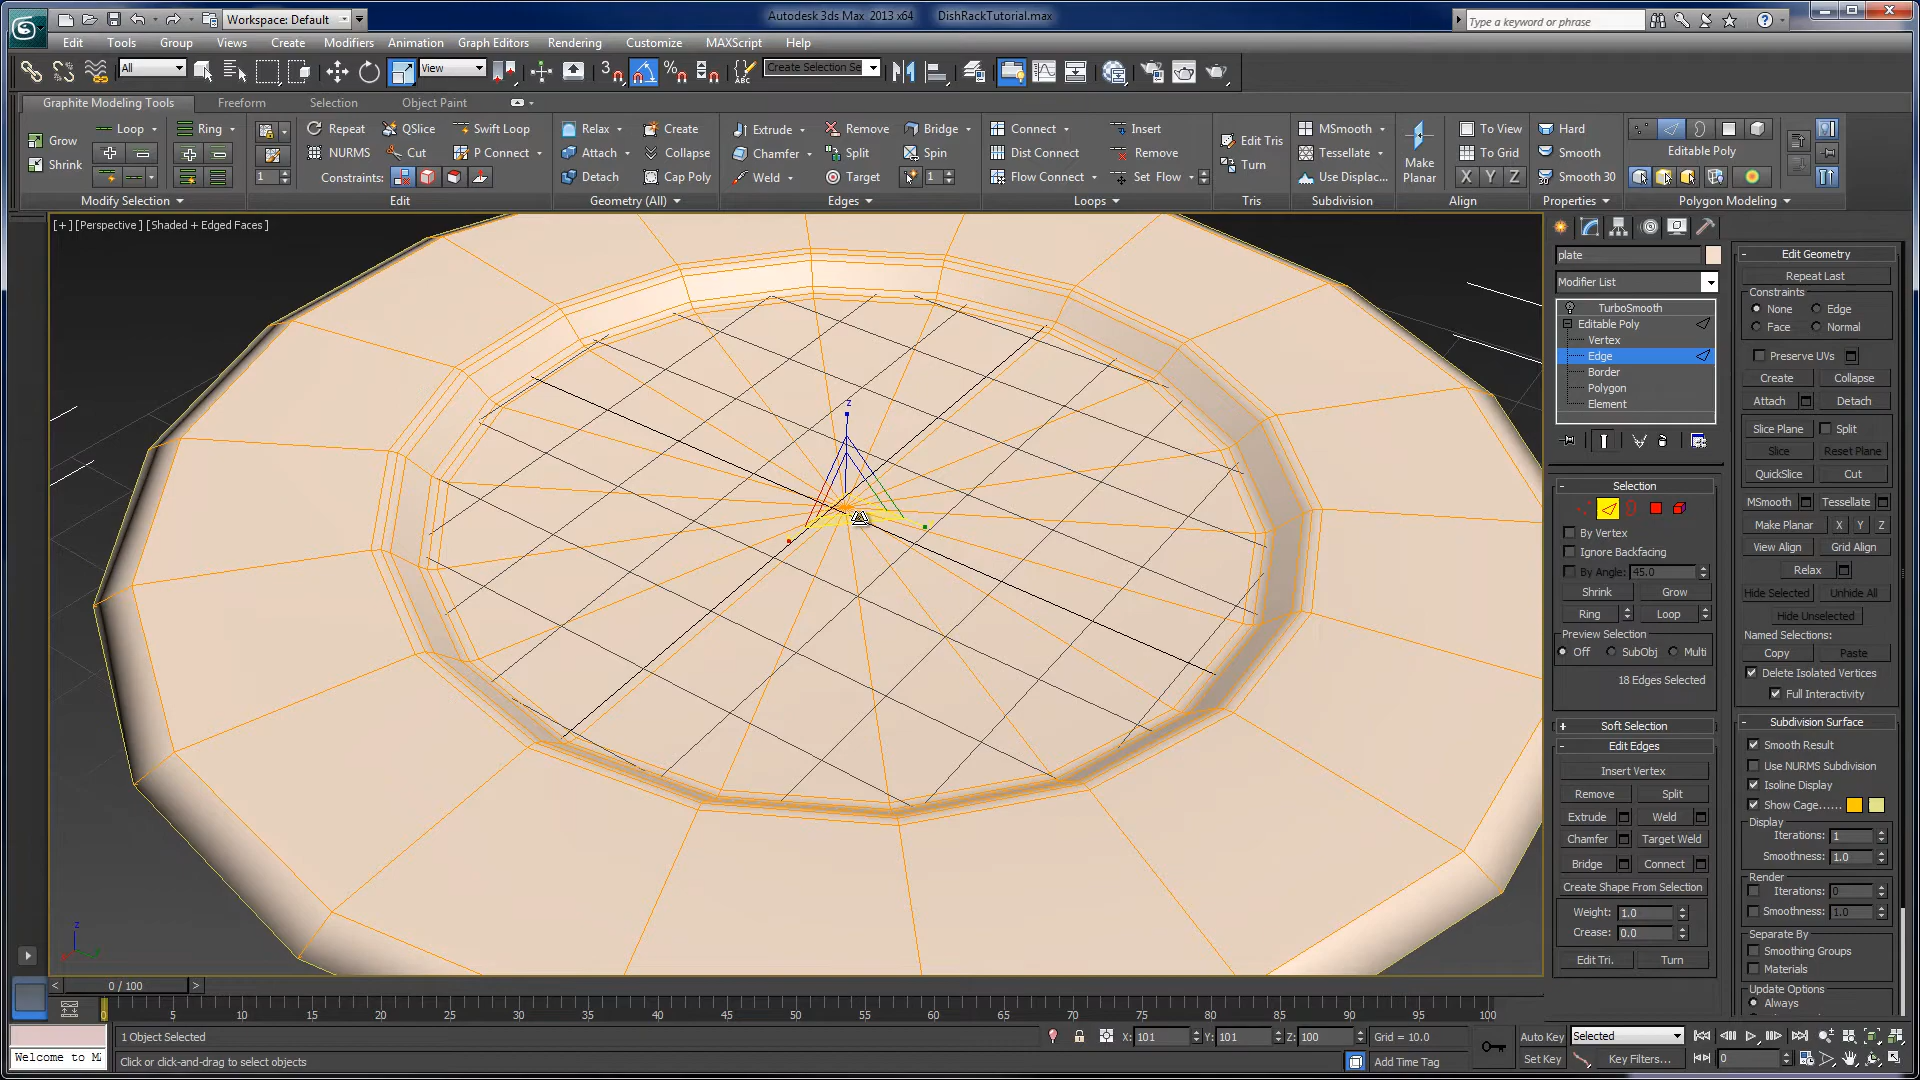 Workspace: Default
Autodesk 3ds Max 2013 x64 DishRackTutorial.max
Type a keyword or phrase
Edit Tools Group Views Create Modifiers Animation Graph Editors Rendering Customize MAXScript Help
All View 3 Create Selection Se
Graphite Modeling Tools Freeform Selection Object Paint
Grow Loop Ring Repeat QSlice Swift Loop Relax Create Extrude Remove Bridge Connect Insert Edit Tris MSmooth To View Hard
Shrink NURMS Cut P Connect Attach Collapse Chamfer Split Spin Dist Connect Remove Turn Tessellate Make Planar To Grid Smooth Editable Poly
1 Constraints: Detach Cap Poly Weld Target 1 Flow Connect Set Flow Use Displac... X Y Z Smooth 30
Modify Selection Edit Geometry (All) Edges Loops Tris Subdivision Align Properties Polygon Modeling
[+] [Perspective] [Shaded + Edged Faces]
z
z
plate
Modifier List
TurboSmooth
Editable Poly
Vertex
Edge
Border
Polygon
Element
Selection
By Vertex
Ignore Backfacing
By Angle: 45.0
Shrink Grow
Ring Loop
Preview Selection
Off SubObj Multi
18 Edges Selected
Soft Selection
Edit Edges
Insert Vertex
Remove Split
Extrude Weld
Chamfer Target Weld
Bridge Connect
Create Shape From Selection
Weight: 1.0
Crease: 0.0
Edit Tri. Turn
Edit Geometry
Repeat Last
Constraints
None Edge
Face Normal
Preserve UVs
Create Collapse
Attach Detach
Slice Plane Split
Slice Reset Plane
QuickSlice Cut
MSmooth Tessellate
Make Planar X Y Z
View Align Grid Align
Relax
Hide Selected Unhide All
Hide Unselected
Named Selections:
Copy Paste
Delete Isolated Vertices
Full Interactivity
Subdivision Surface
Smooth Result
Use NURMS Subdivision
Isoline Display
Show Cage......
Display
Iterations: 1
Smoothness: 1.0
Render
Iterations: 0
Smoothness: 1.0
Separate By
Smoothing Groups
Materials
Update Options
Always
< 0 / 100 >
0 5 10 15 20 25 30 35 40 45 50 55 60 65 70 75 80 85 90 95 100
1 Object Selected X: 101 Y: 101 Z: 100 Grid = 10.0 Auto Key Selected
Welcome to Mi Click or click-and-drag to select objects Add Time Tag Set Key Key Filters... 0